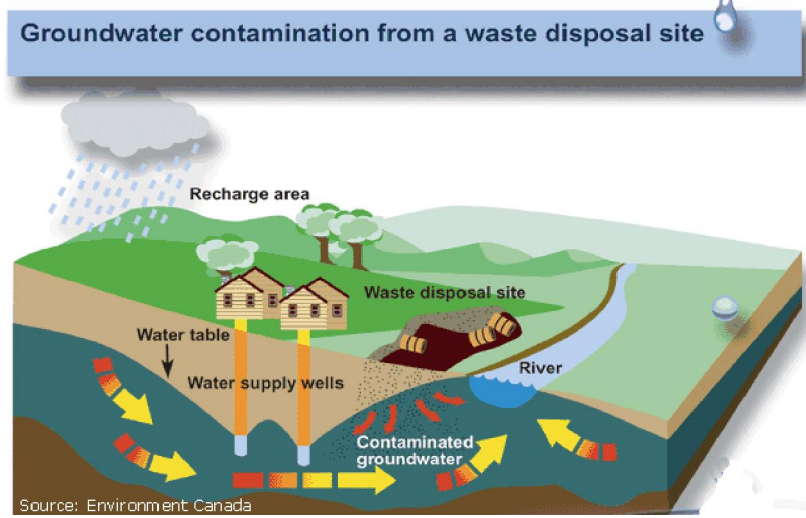 Groundwater contamination from a waste disposal site
Recharge area
Waste disposal site
Water table
Water supply wells
River
Contaminated
groundwater
Source: Environment Canada